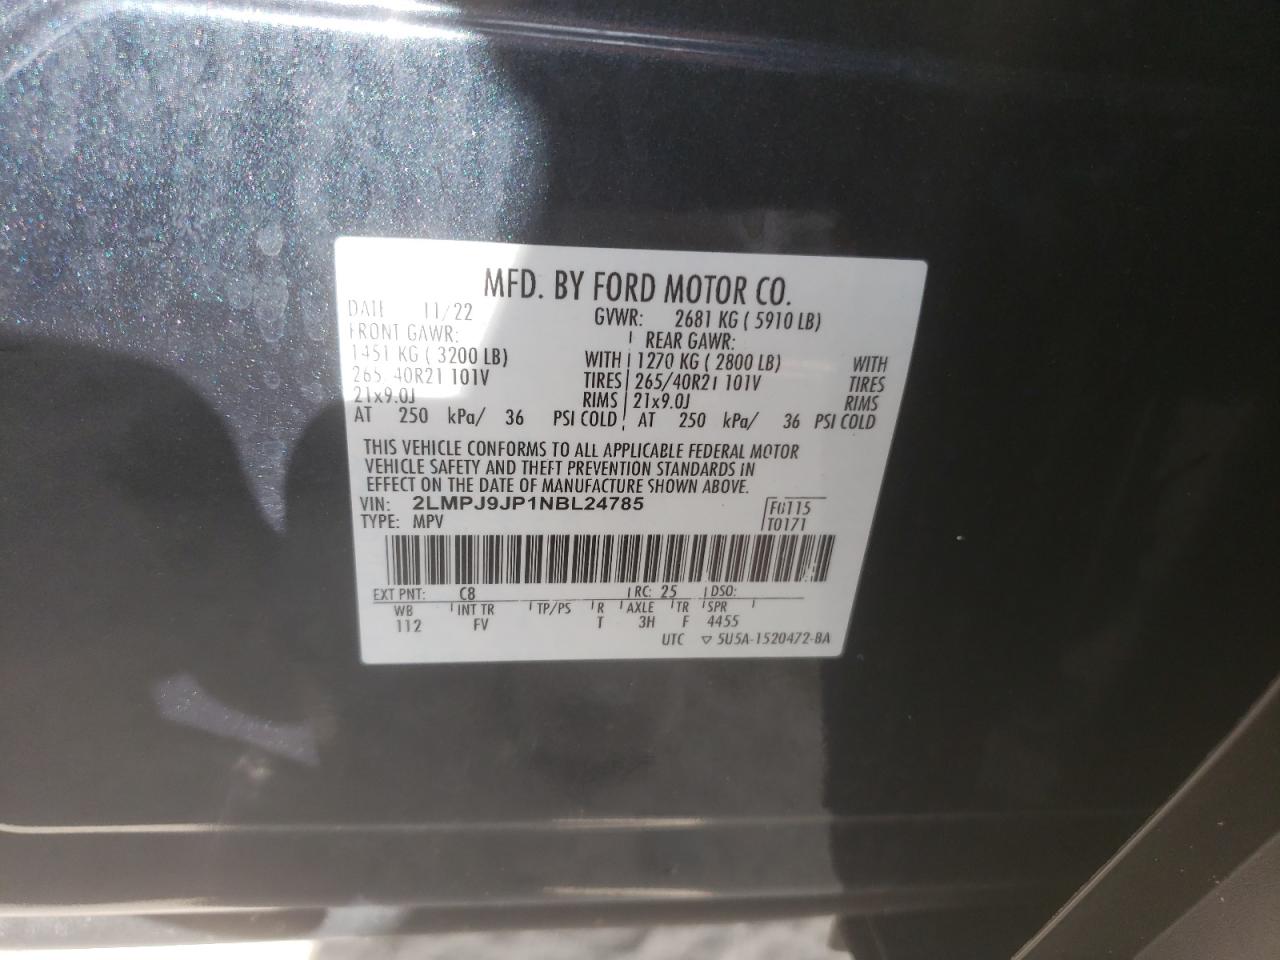 MFD. BY FORD MOTOR CO.
DATE 11/22 GVWR: 2681 KG ( 5910 LB)
FRONT GAWR: REAR GAWR:
1451 KG ( 3200 LB) WITH 1270 KG ( 2800 LB) WITH
265/40R21 101V TIRES 265/40R21 101V TIRES
21x9.0J RIMS 21x9.0J RIMS
AT 250 kPa/ 36 PSI COLD AT 250 kPa/ 36 PSI COLD
THIS VEHICLE CONFORMS TO ALL APPLICABLE FEDERAL MOTOR
VEHICLE SAFETY AND THEFT PREVENTION STANDARDS IN
EFFECT ON THE DATE OF MANUFACTURE SHOWN ABOVE.
VIN: 2LMPJ9JP1NBL24785 F0115
TYPE: MPV T0171
EXT PNT: C8 RC: 25 DSO:
WB INT TR TP/PS R AXLE TR SPR
112 FV T 3H F 4455
UTC ▽ 5U5A-1520472-BA